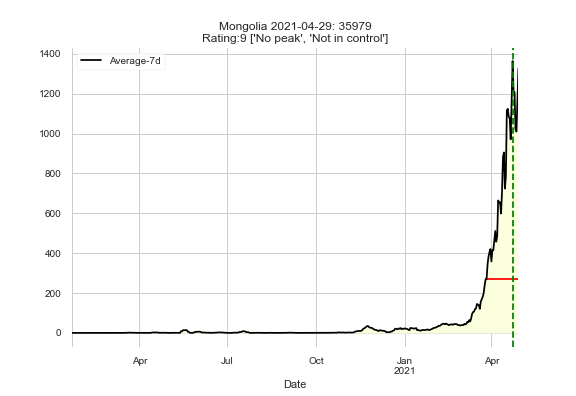 Mongolia 2021-04-29: 35979
Rating:9 ['No peak', 'Not in control']
Average-7d
1400
1200
1000
800
600
400
200
0
Apr
Jul
Oct
Jan
2021
Apr
Date